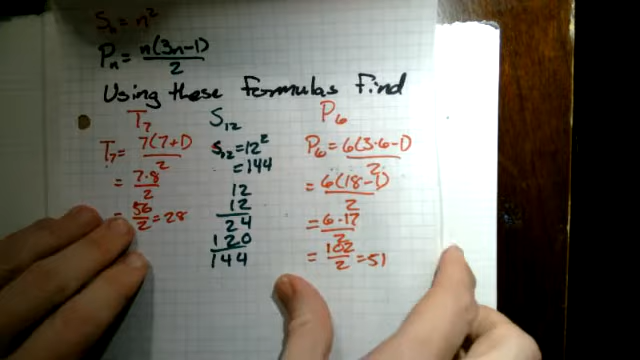 Sₙ = n²
Pₙ = n(3n-1)/2
Using these formulas find
T₇
T₇ = 7(7+1)/2
= 7·8/2
= 56/2 = 28
S₁₂
S₁₂ = 12²
= 144
12
12
24
120
144
P₆
P₆ = 6(3·6-1)/2
= 6(18-1)/2
= 6·17/2
= 102/2 = 51